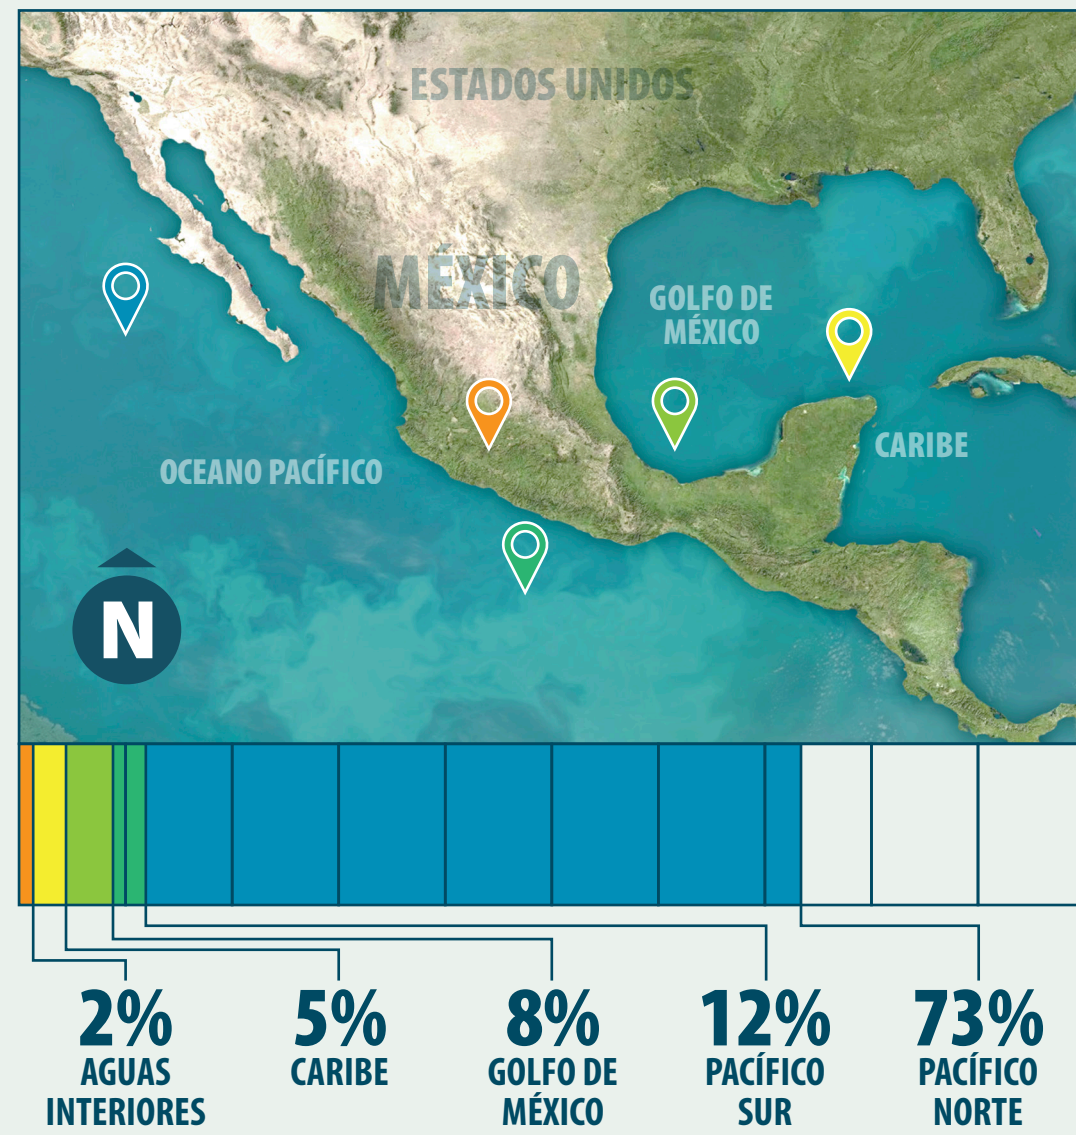 ESTADOS UNIDOS
MÉXICO
GOLFO DE
MÉXICO
CARIBE
OCEANO PACÍFICO
N
2%
AGUAS
INTERIORES
5%
CARIBE
8%
GOLFO DE
MÉXICO
12%
PACÍFICO
SUR
73%
PACÍFICO
NORTE